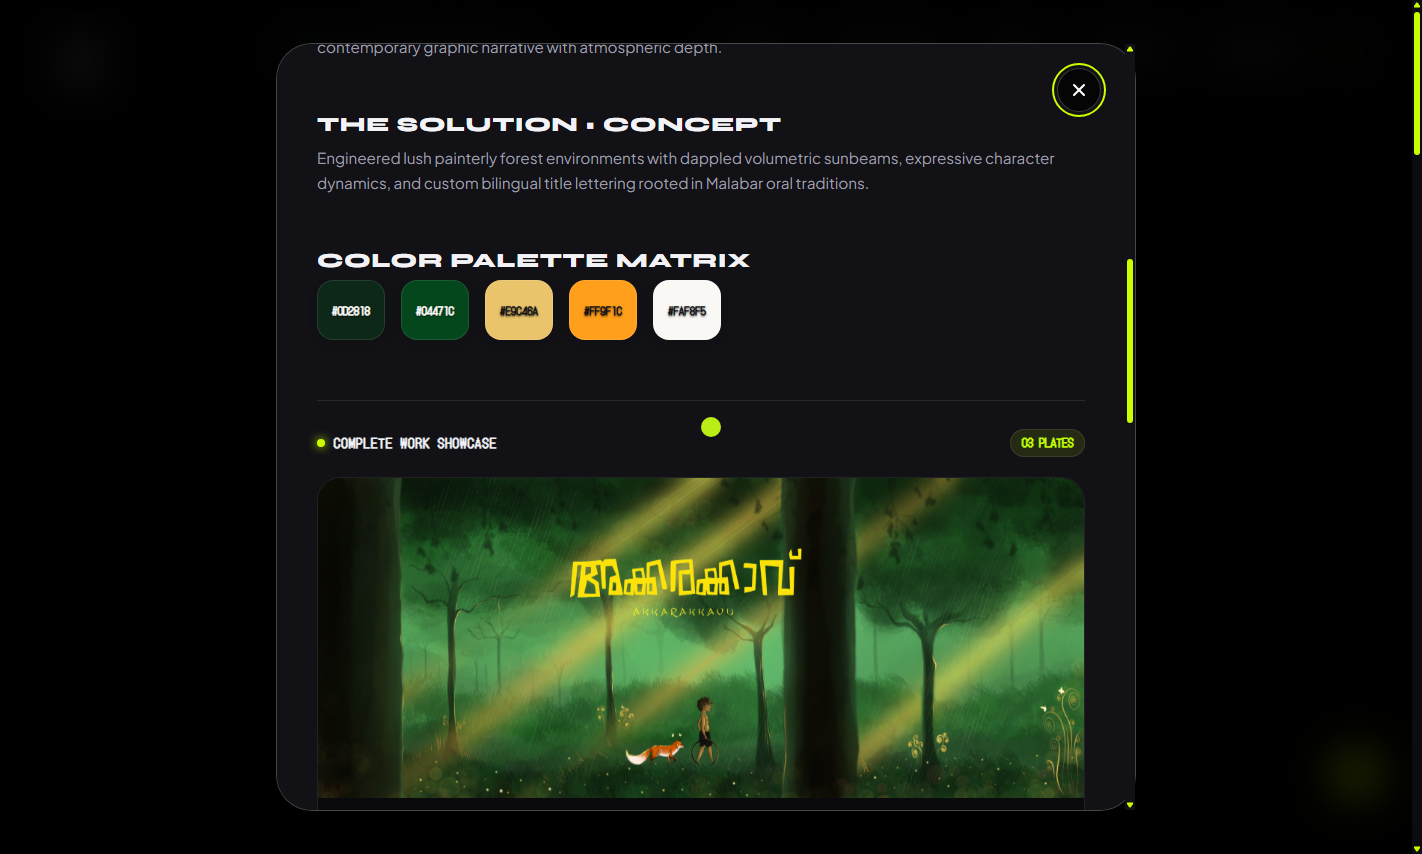 contemporary graphic narrative with atmospheric depth.
THE SOLUTION · CONCEPT
Engineered lush painterly forest environments with dappled volumetric sunbeams, expressive character
dynamics, and custom bilingual title lettering rooted in Malabar oral traditions.
COLOR PALETTE MATRIX
#0D2818 #04471C #E9C46A #FF9F1C #FAF8F5
COMPLETE WORK SHOWCASE
03 PLATES
അക്കരക്കാവ്
AKKARAKKAVU